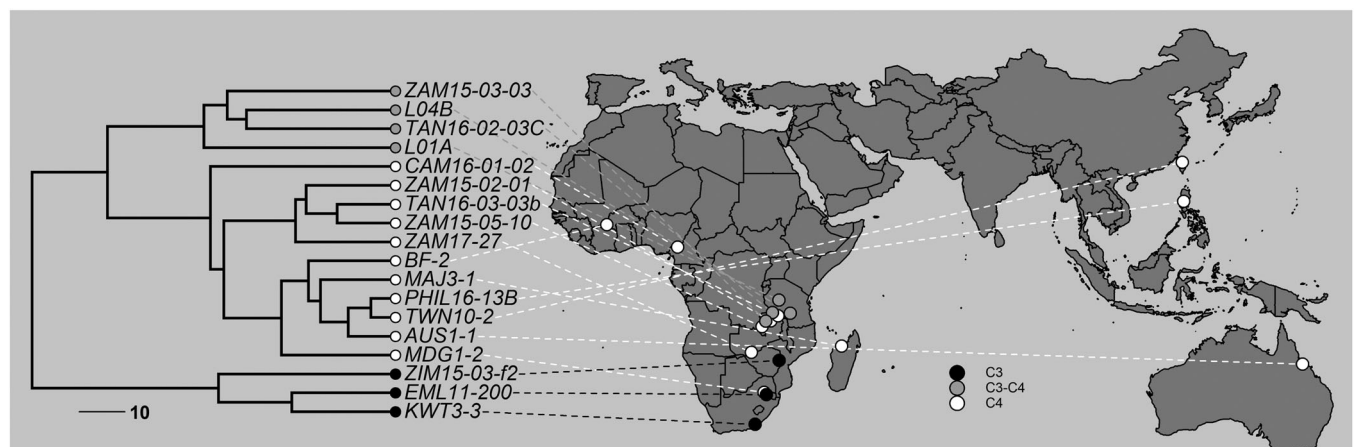 ZAM15-03-03
L04B
TAN16-02-03C
L01A
CAM16-01-02
ZAM15-02-01
TAN16-03-03b
ZAM15-05-10
ZAM17-27
BF-2
MAJ3-1
PHIL16-13B
TWN10-2
AUS1-1
MDG1-2
ZIM15-03-f2
EML11-200
KWT3-3
10
C3
C3-C4
C4